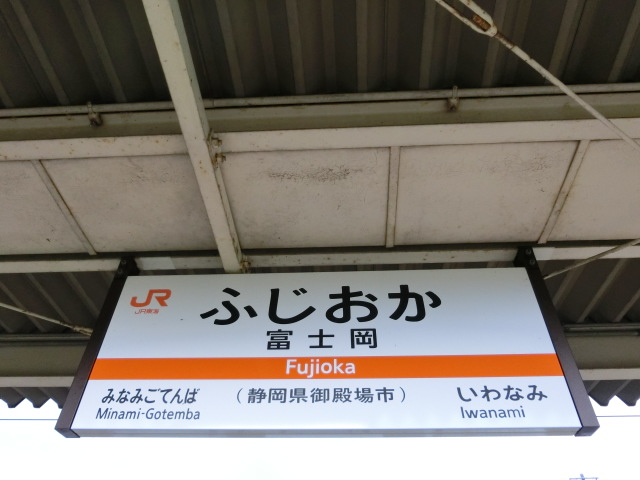 JR
JR東海
ふじおか
富士岡
Fujioka
みなみごてんば
Minami-Gotemba
（静岡県御殿場市）
いわなみ
Iwanami